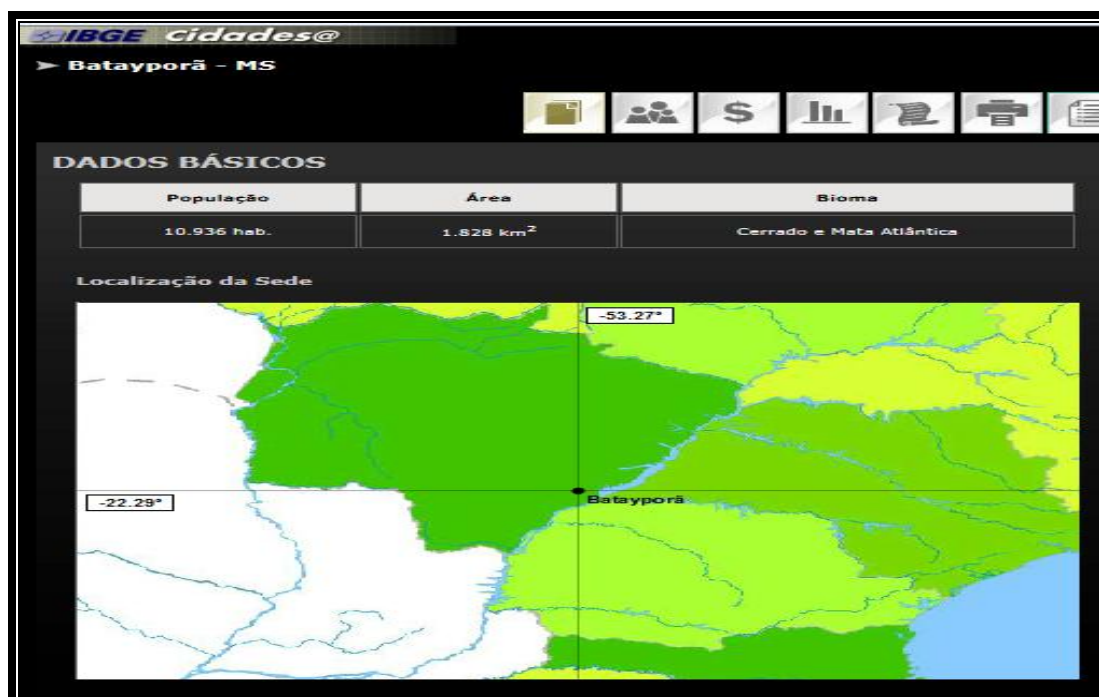 IBGE Cidades@
➤ Batayporã - MS
$
DADOS BÁSICOS
População Área Bioma
10.936 hab. 1.828 km² Cerrado e Mata Atlântica
Localização da Sede
-53.27°
-22.29°
Batayporã